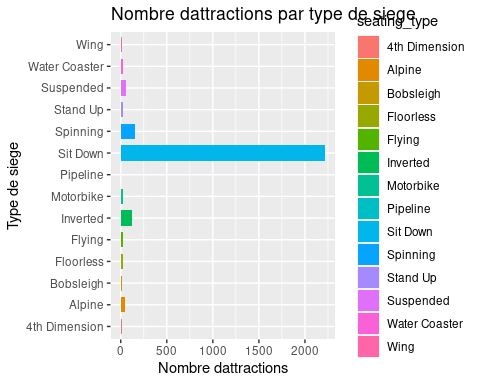 Nombre dattractions par type de siege
seating_type
Wing
Water Coaster
Suspended
Stand Up
Spinning
Sit Down
Pipeline
Motorbike
Inverted
Flying
Floorless
Bobsleigh
Alpine
4th Dimension
Type de siege
0 500 1000 1500 2000
Nombre dattractions
4th Dimension
Alpine
Bobsleigh
Floorless
Flying
Inverted
Motorbike
Pipeline
Sit Down
Spinning
Stand Up
Suspended
Water Coaster
Wing